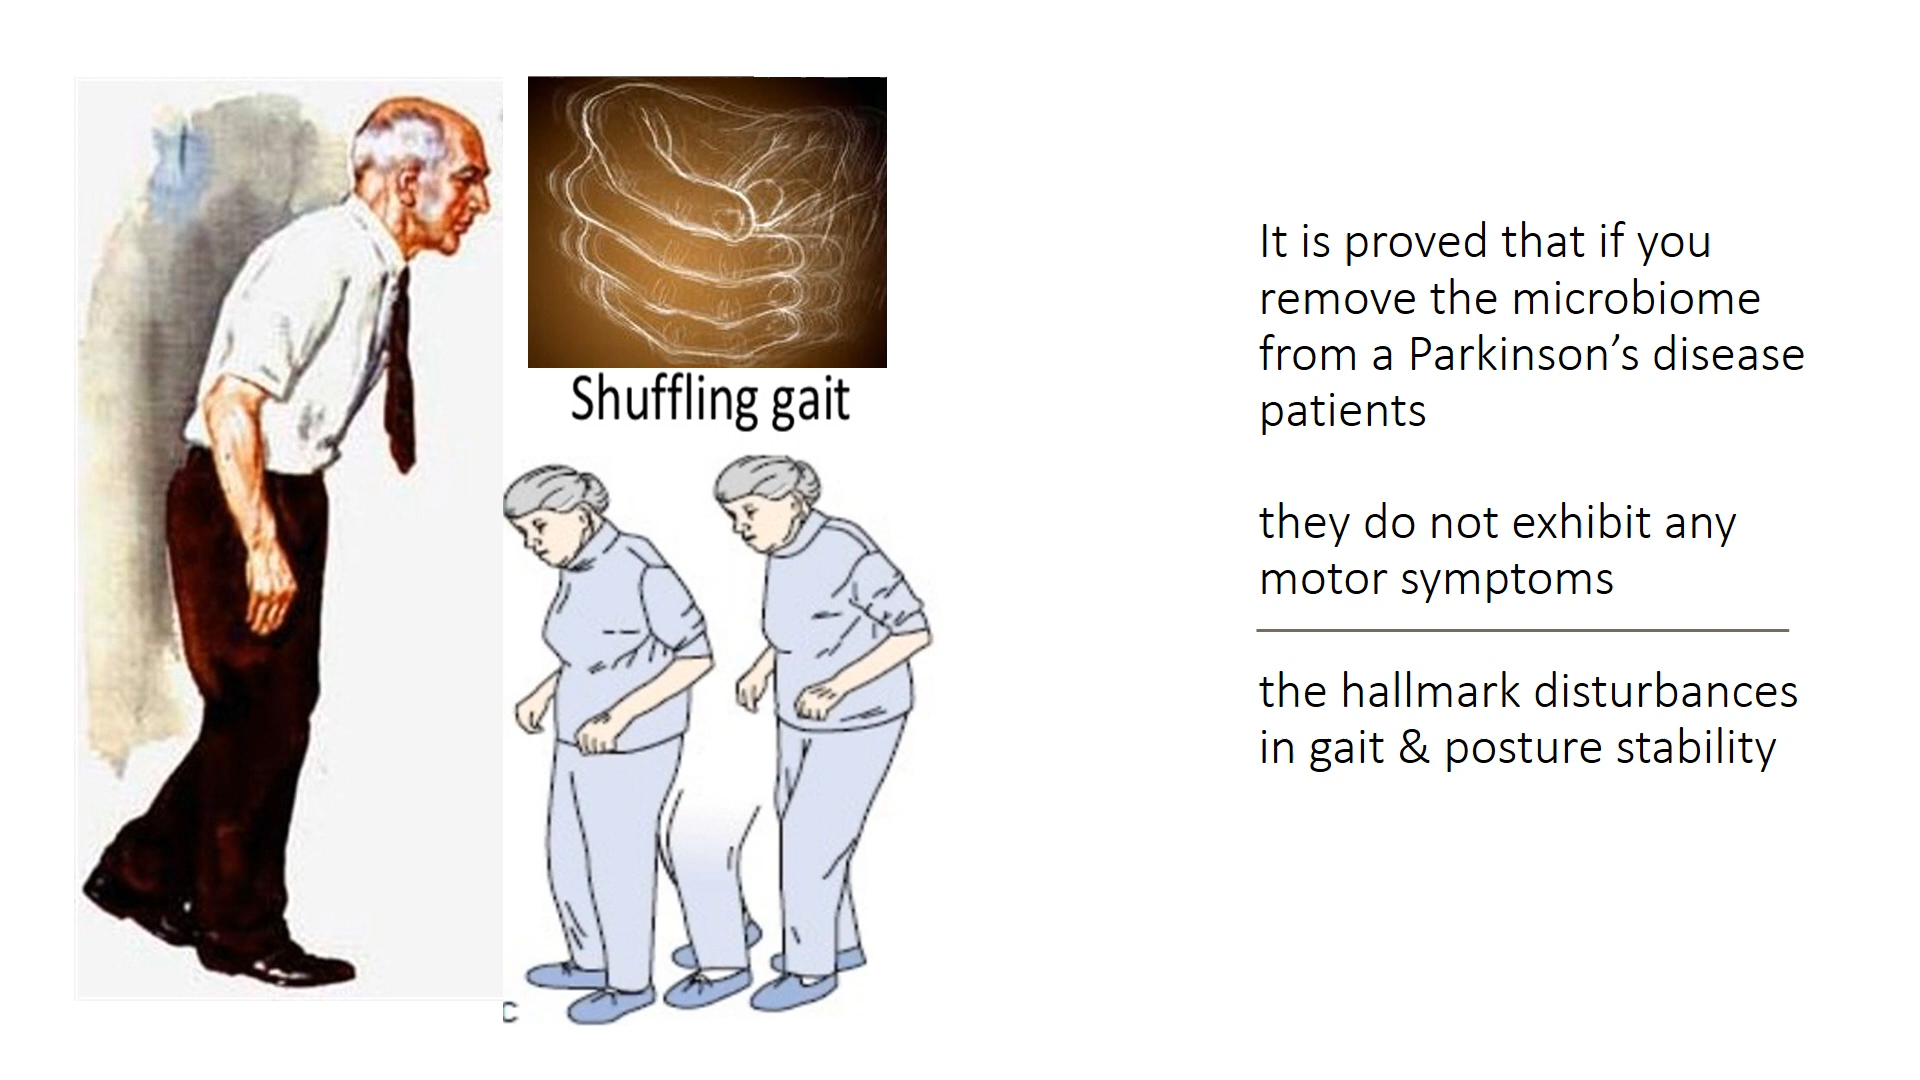 Shuffling gait
C
It is proved that if you
remove the microbiome
from a Parkinson’s disease
patients
they do not exhibit any
motor symptoms
the hallmark disturbances
in gait & posture stability